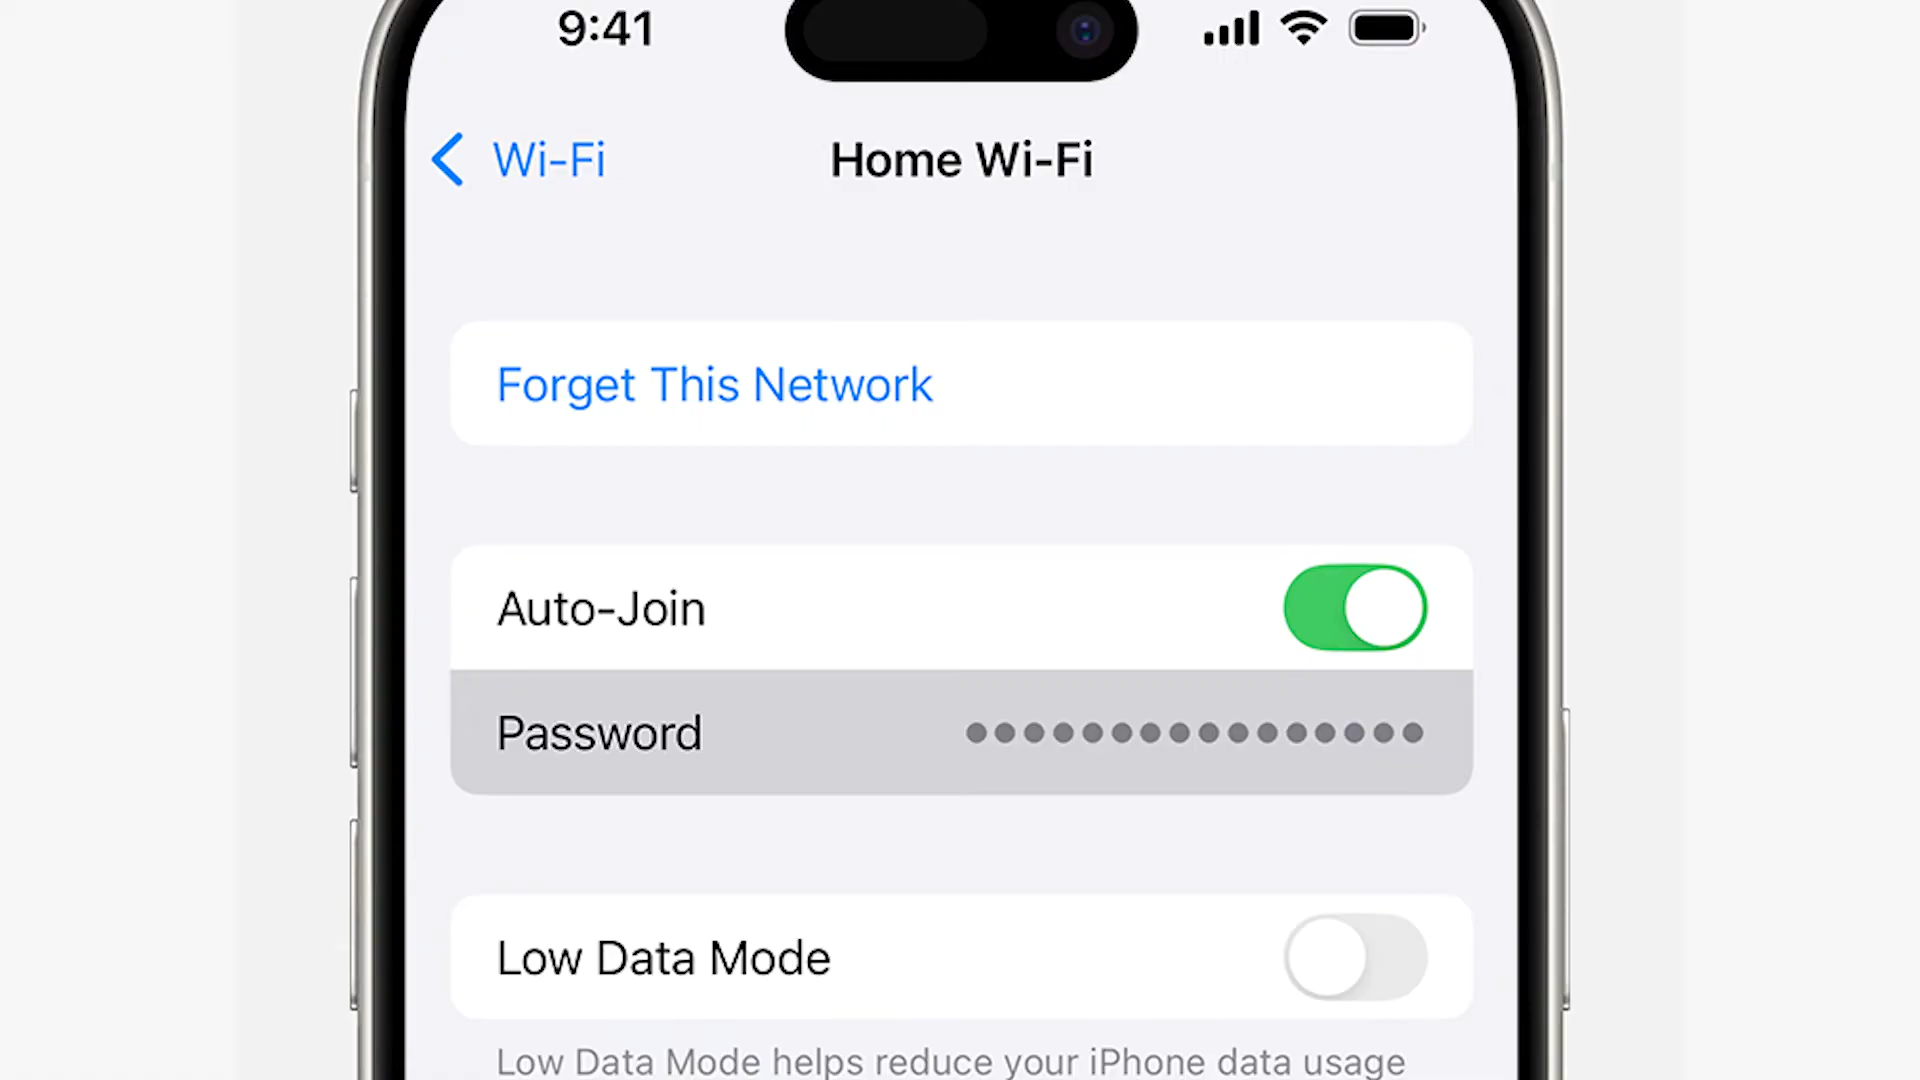 9:41
Wi-Fi
Home Wi-Fi
Forget This Network
Auto-Join
Password
Low Data Mode
Low Data Mode helps reduce your iPhone data usage